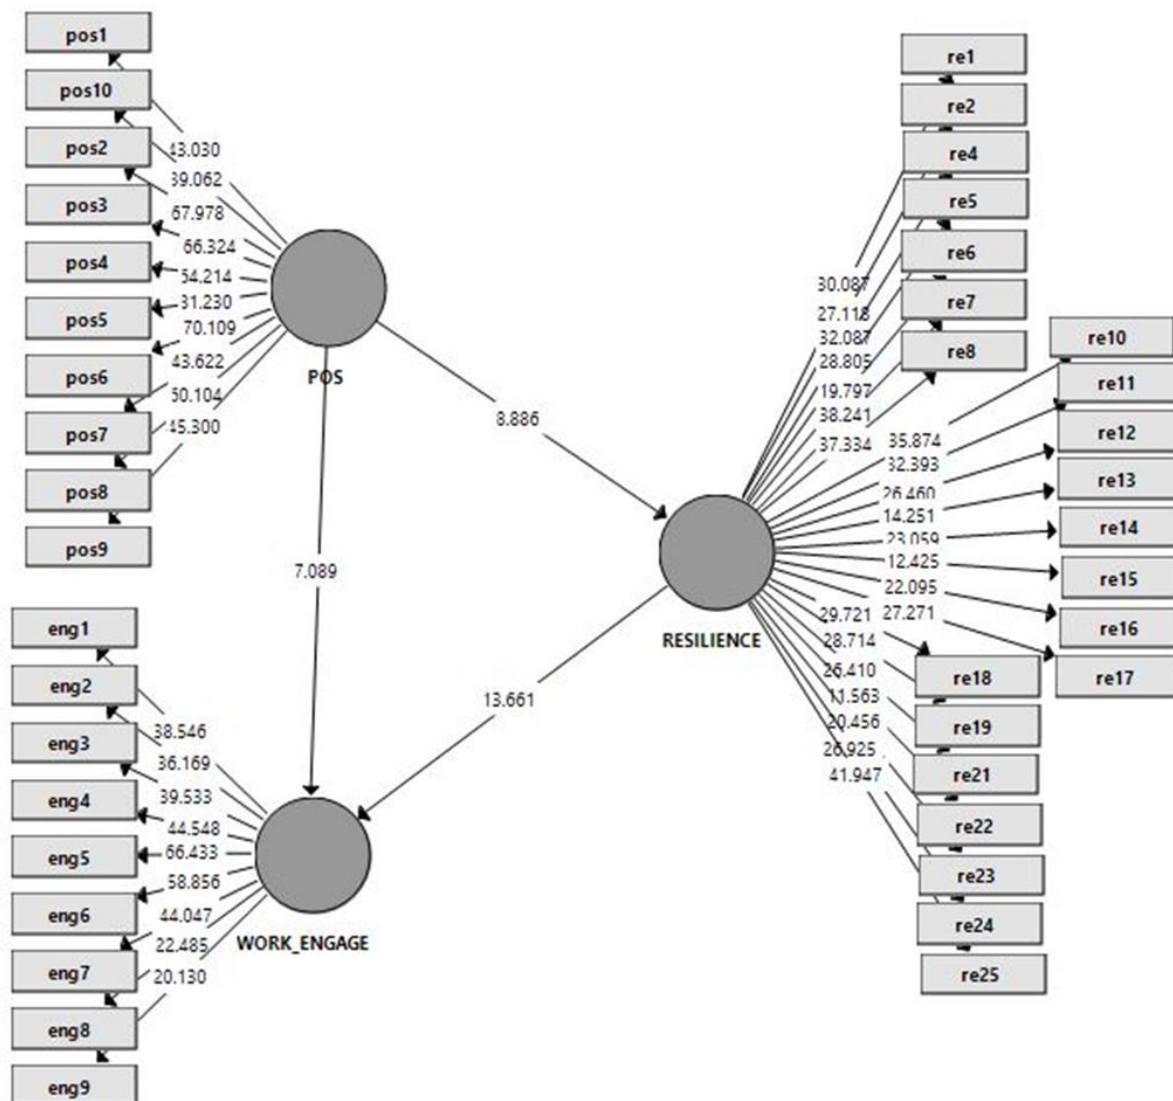 pos1
pos10
pos2
pos3
pos4
pos5
pos6
pos7
pos8
pos9
43.030
39.062
67.978
66.324
54.214
31.230
70.109
43.622
50.104
45.300
POS
8.886
7.089
13.661
RESILIENCE
WORK_ENGAGE
eng1
eng2
eng3
eng4
eng5
eng6
eng7
eng8
eng9
38.546
36.169
39.533
44.548
66.433
58.856
44.047
22.485
20.130
re1
re2
re4
re5
re6
re7
re8
30.087
27.118
32.087
28.805
19.797
38.241
37.334
re10
re11
re12
re13
re14
re15
re16
re17
35.874
32.393
26.460
14.251
23.059
12.425
22.095
27.271
29.721
28.714
26.410
11.563
20.456
26.925
41.947
re18
re19
re21
re22
re23
re24
re25